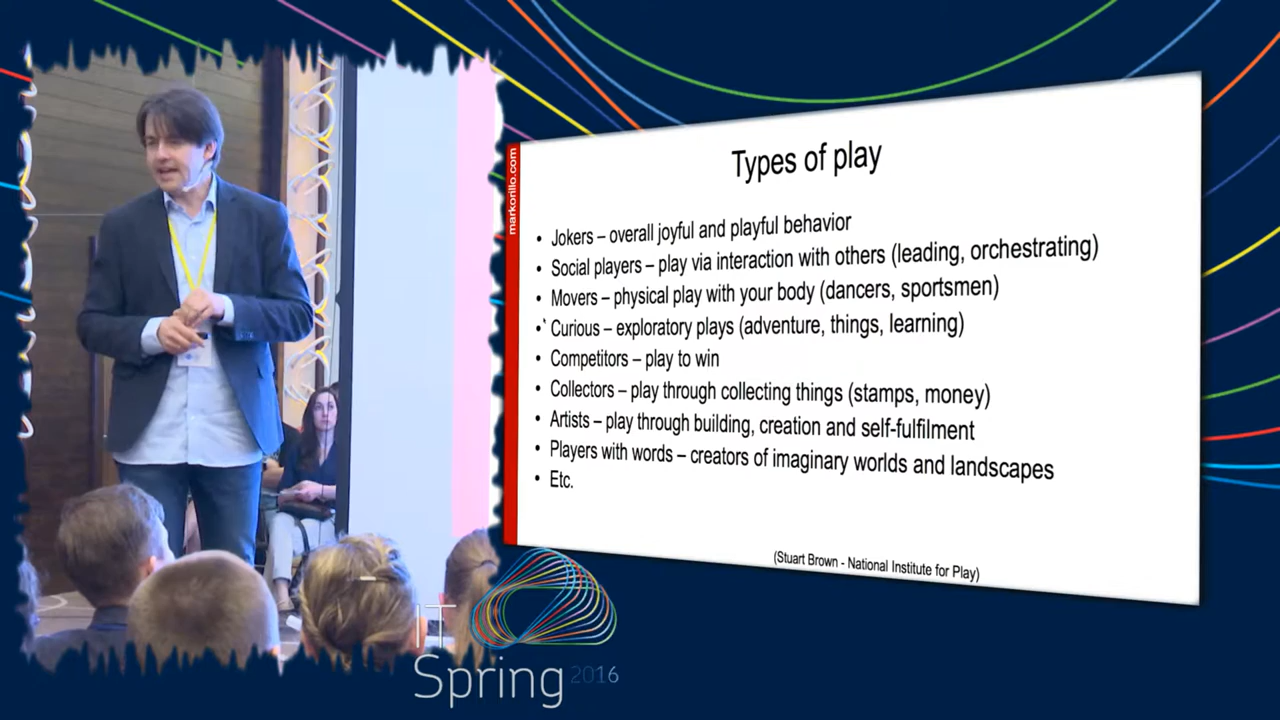 markorillo.com
Types of play
• Jokers – overall joyful and playful behavior
• Social players – play via interaction with others (leading, orchestrating)
• Movers – physical play with your body (dancers, sportsmen)
• Curious – exploratory plays (adventure, things, learning)
• Competitors – play to win
• Collectors – play through collecting things (stamps, money)
• Artists – play through building, creation and self-fulfilment
• Players with words – creators of imaginary worlds and landscapes
• Etc.
(Stuart Brown - National Institute for Play)
IT
Spring 2016